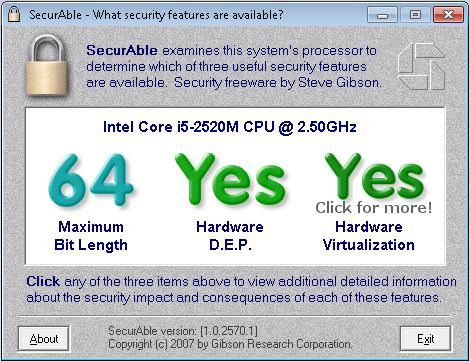 SecurAble - What security features are available?
SecurAble examines this system's processor to
determine which of three useful security features
are available. Security freeware by Steve Gibson.
Intel Core i5-2520M CPU @ 2.50GHz
64 Yes Yes
Click for more!
Maximum Hardware Hardware
Bit Length D.E.P. Virtualization
Click any of the three items above to view additional detailed information
about the security impact and consequences of each of these features.
About
SecurAble version: [1.0.2570.1]
Copyright (c) 2007 by Gibson Research Corporation.
Exit